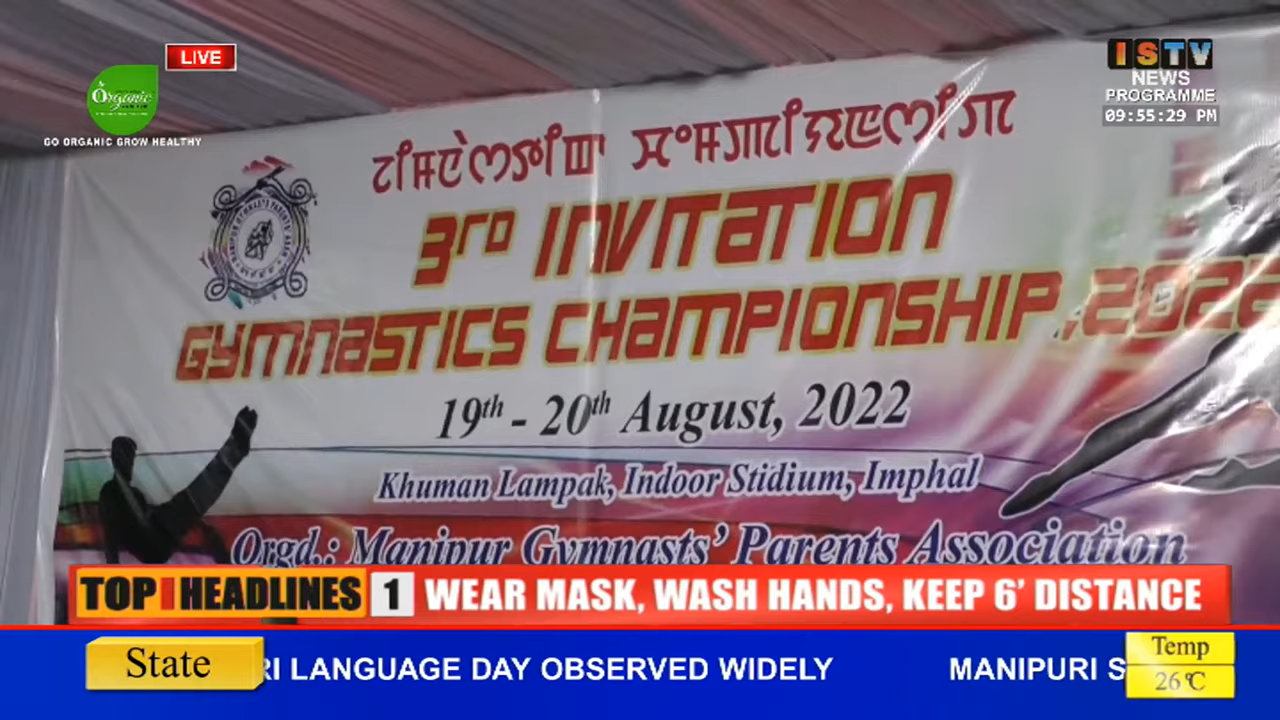 LIVE
Organic
GO ORGANIC GROW HEALTHY
ISTV
NEWS
PROGRAMME
09:55:29 PM
3rd INVITATION
GYMNASTICS CHAMPIONSHIP, 2022
19th - 20th August, 2022
Khuman Lampak, Indoor Stidium, Imphal
Orgd.: Manipur Gymnasts' Parents Association
TOP HEADLINES 1 WEAR MASK, WASH HANDS, KEEP 6' DISTANCE
State RI LANGUAGE DAY OBSERVED WIDELY MANIPURI S
Temp
26°C